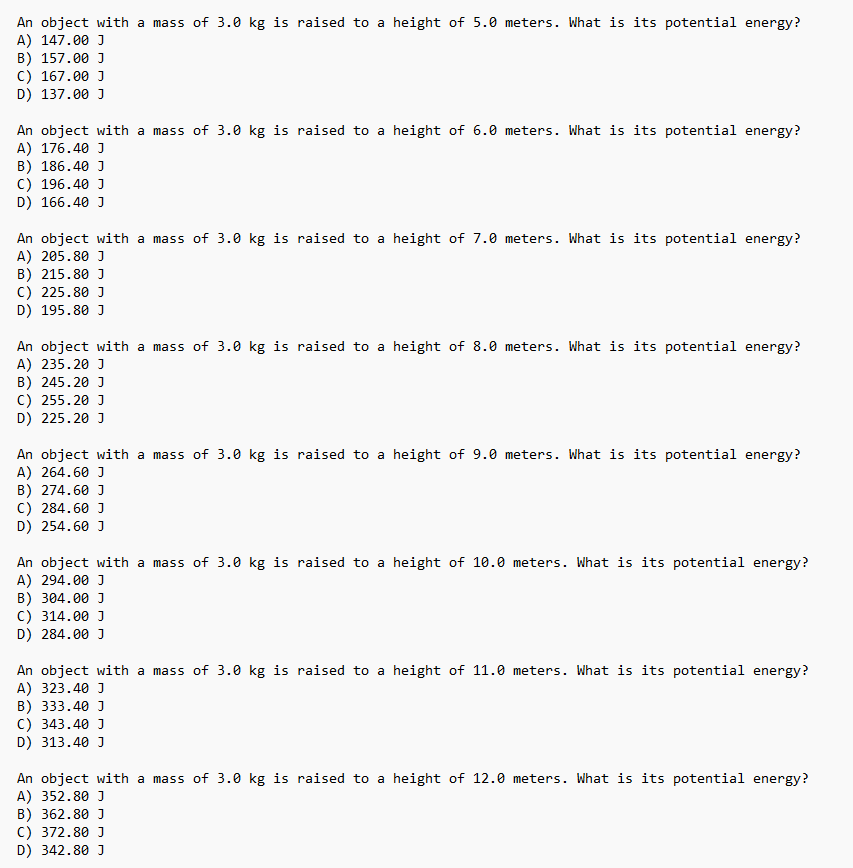 An object with a mass of 3.0 kg is raised to a height of 5.0 meters. What is its potential energy?
A) 147.00 J
B) 157.00 J
C) 167.00 J
D) 137.00 J
An object with a mass of 3.0 kg is raised to a height of 6.0 meters. What is its potential energy?
A) 176.40 J
B) 186.40 J
C) 196.40 J
D) 166.40 J
An object with a mass of 3.0 kg is raised to a height of 7.0 meters. What is its potential energy?
A) 205.80 J
B) 215.80 J
C) 225.80 J
D) 195.80 J
An object with a mass of 3.0 kg is raised to a height of 8.0 meters. What is its potential energy?
A) 235.20 J
B) 245.20 J
C) 255.20 J
D) 225.20 J
An object with a mass of 3.0 kg is raised to a height of 9.0 meters. What is its potential energy?
A) 264.60 J
B) 274.60 J
C) 284.60 J
D) 254.60 J
An object with a mass of 3.0 kg is raised to a height of 10.0 meters. What is its potential energy?
A) 294.00 J
B) 304.00 J
C) 314.00 J
D) 284.00 J
An object with a mass of 3.0 kg is raised to a height of 11.0 meters. What is its potential energy?
A) 323.40 J
B) 333.40 J
C) 343.40 J
D) 313.40 J
An object with a mass of 3.0 kg is raised to a height of 12.0 meters. What is its potential energy?
A) 352.80 J
B) 362.80 J
C) 372.80 J
D) 342.80 J